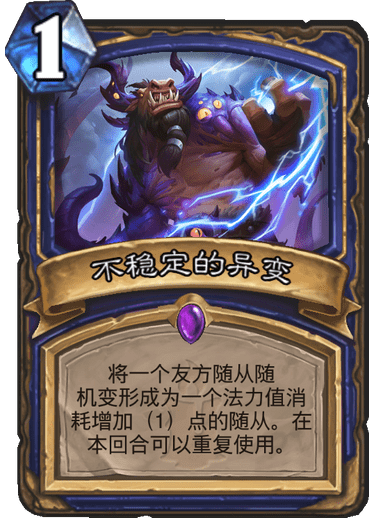 1
不稳定的异变
将一个友方随从随
机变形成为一个法力值消
耗增加（1）点的随从。在
本回合可以重复使用。